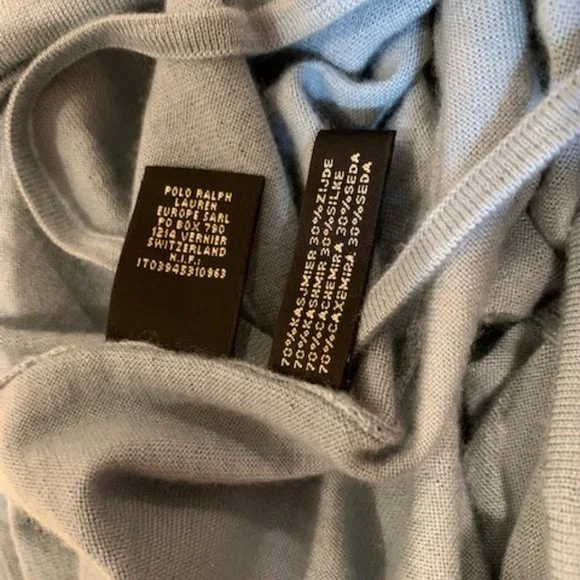 POLO RALPH
LAUREN
EUROPE SARL
PO BOX 790
1214 VERNIER
SWITZERLAND
N.I.F.:
IT03945310963
70%KASJMIER 30%ZIJDE
70%KASHMIR 30%SILKE
70%CACHEMIRA 30%SEDA
70%CAXEMIRA 30%SEDA